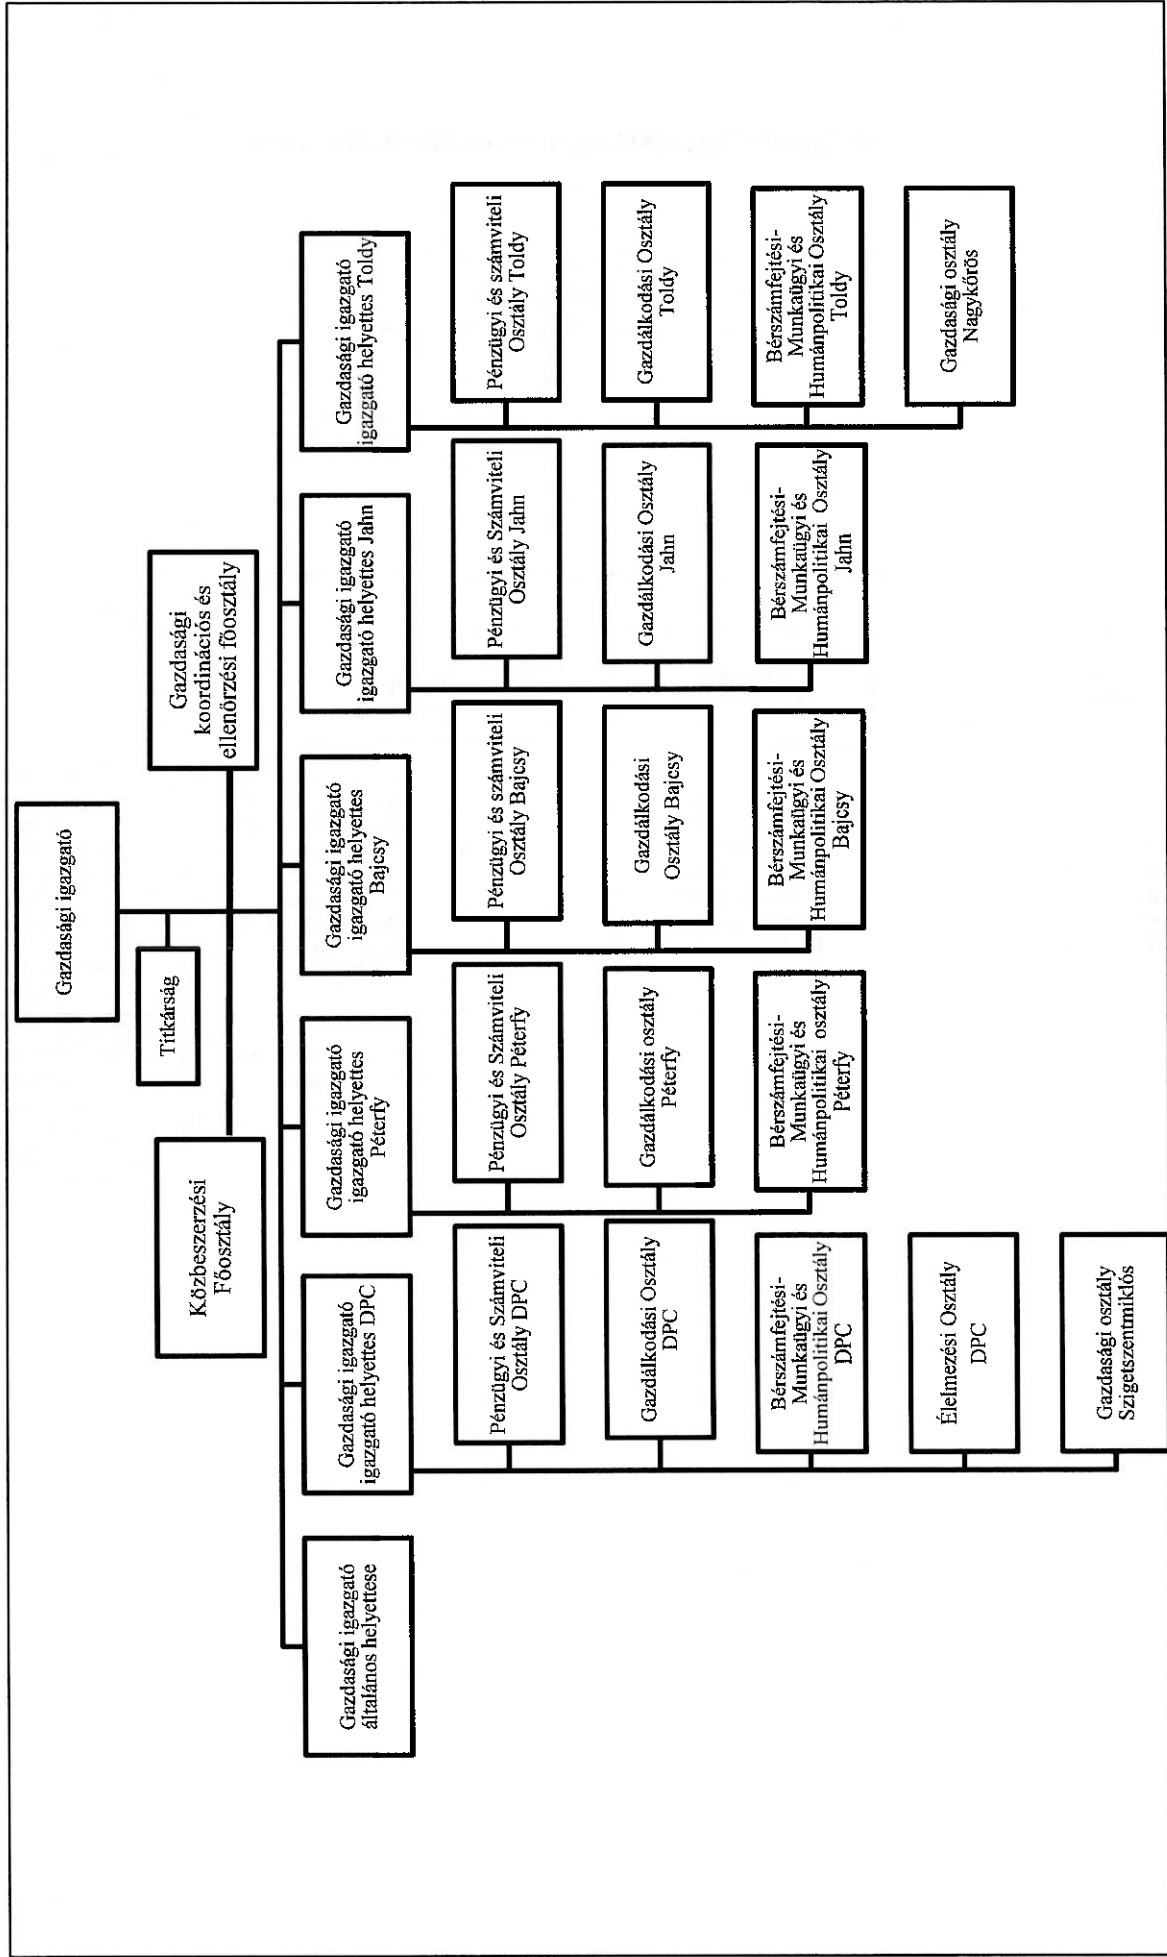 Gazdasági igazgató
Titkárság
Közbeszerzési
Főosztály
Gazdasági
koordinációs és
ellenőrzési főosztály
Gazdasági igazgató
általános helyettese
Gazdasági igazgató
igazgató helyettes DPC
Pénzügyi és Számviteli
Osztály DPC
Gazdálkodási Osztály
DPC
Bérszámfejtési-
Munkaügyi és
Humánpolitikai Osztály
DPC
Élelmezési Osztály
DPC
Gazdasági osztály
Szigetszentmiklós
Gazdasági igazgató
igazgató helyettes
Péterfy
Pénzügyi és Számviteli
Osztály Péterfy
Gazdálkodási osztály
Péterfy
Bérszámfejtési-
Munkaügyi és
Humánpolitikai osztály
Péterfy
Gazdasági igazgató
igazgató helyettes
Bajcsy
Pénzügyi és számviteli
Osztály Bajcsy
Gazdálkodási
Osztály Bajcsy
Bérszámfejtési-
Munkaügyi és
Humánpolitikai Osztály
Bajcsy
Gazdasági igazgató
igazgató helyettes Jahn
Pénzügyi és Számviteli
Osztály Jahn
Gazdálkodási Osztály
Jahn
Bérszámfejtési-
Munkaügyi és
Humánpolitikai Osztály
Jahn
Gazdasági igazgató
igazgató helyettes Toldy
Pénzügyi és számviteli
Osztály Toldy
Gazdálkodási Osztály
Toldy
Bérszámfejtési-
Munkaügyi és
Humánpolitikai Osztály
Toldy
Gazdasági osztály
Nagykőrös